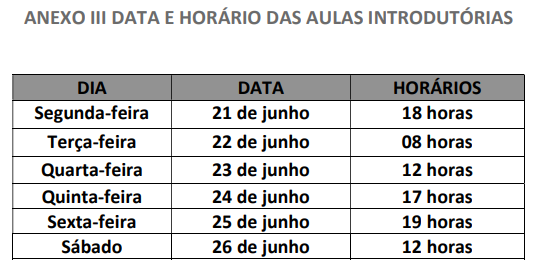 ANEXO III DATA E HORÁRIO DAS AULAS INTRODUTÓRIAS
DIA DATA HORÁRIOS
Segunda-feira 21 de junho 18 horas
Terça-feira 22 de junho 08 horas
Quarta-feira 23 de junho 12 horas
Quinta-feira 24 de junho 17 horas
Sexta-feira 25 de junho 19 horas
Sábado 26 de junho 12 horas